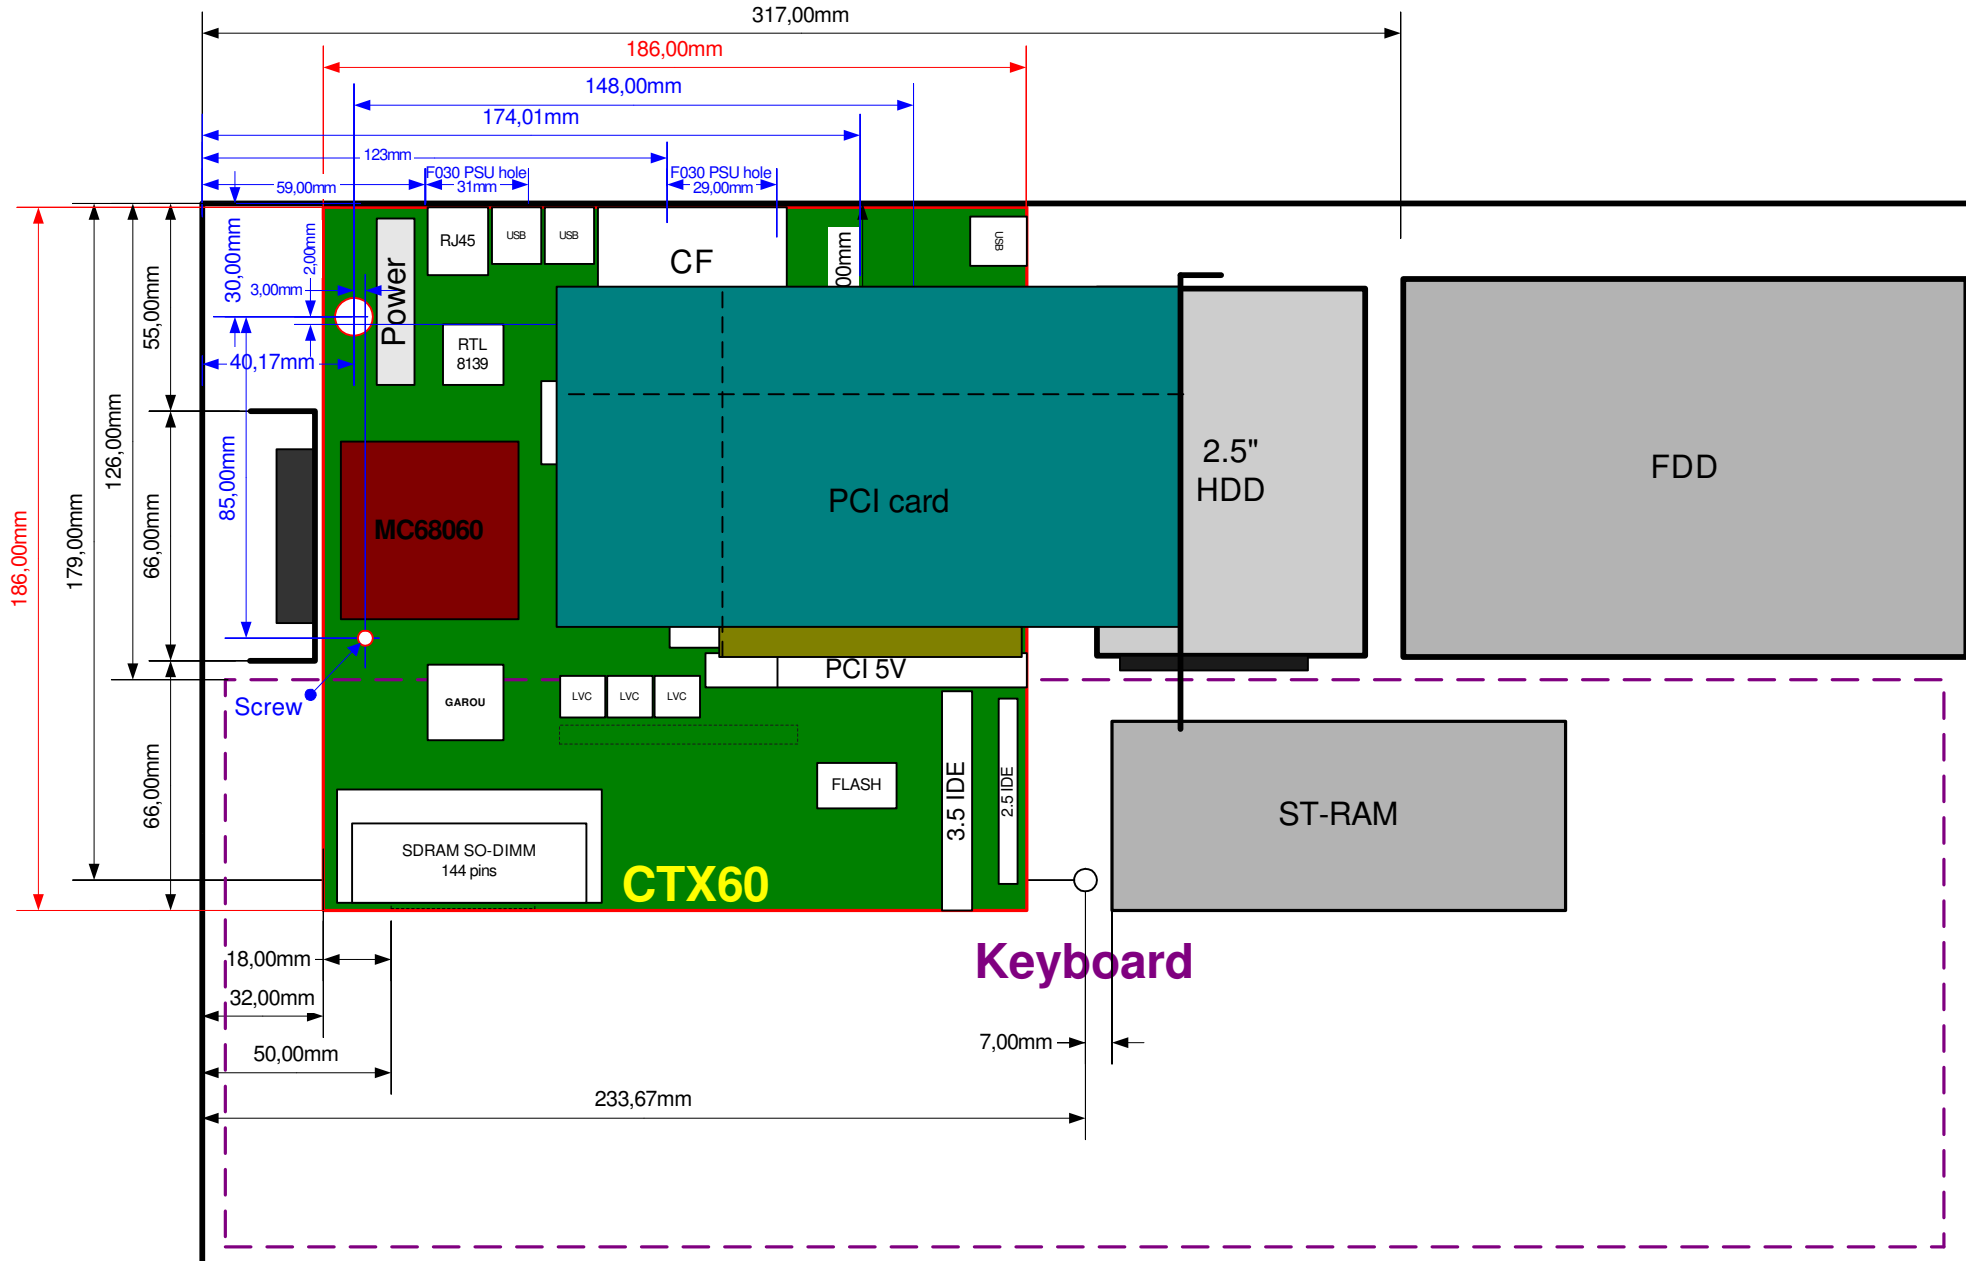 317,00mm
186,00mm
148,00mm
174,01mm
123mm
F030 PSU hole
31mm
F030 PSU hole
29,00mm
59,00mm
RJ45
USB
USB
CF
USB
00mm
30,00mm
2,00mm
3,00mm
Power
40,17mm
RTL
8139
55,00mm
126,00mm
179,00mm
186,00mm
66,00mm
85,00mm
MC68060
PCI card
2.5"
HDD
FDD
Screw
GAROU
LVC
LVC
LVC
PCI 5V
66,00mm
FLASH
3.5 IDE
2.5 IDE
ST-RAM
SDRAM SO-DIMM
144 pins
CTX60
Keyboard
18,00mm
32,00mm
50,00mm
7,00mm
233,67mm